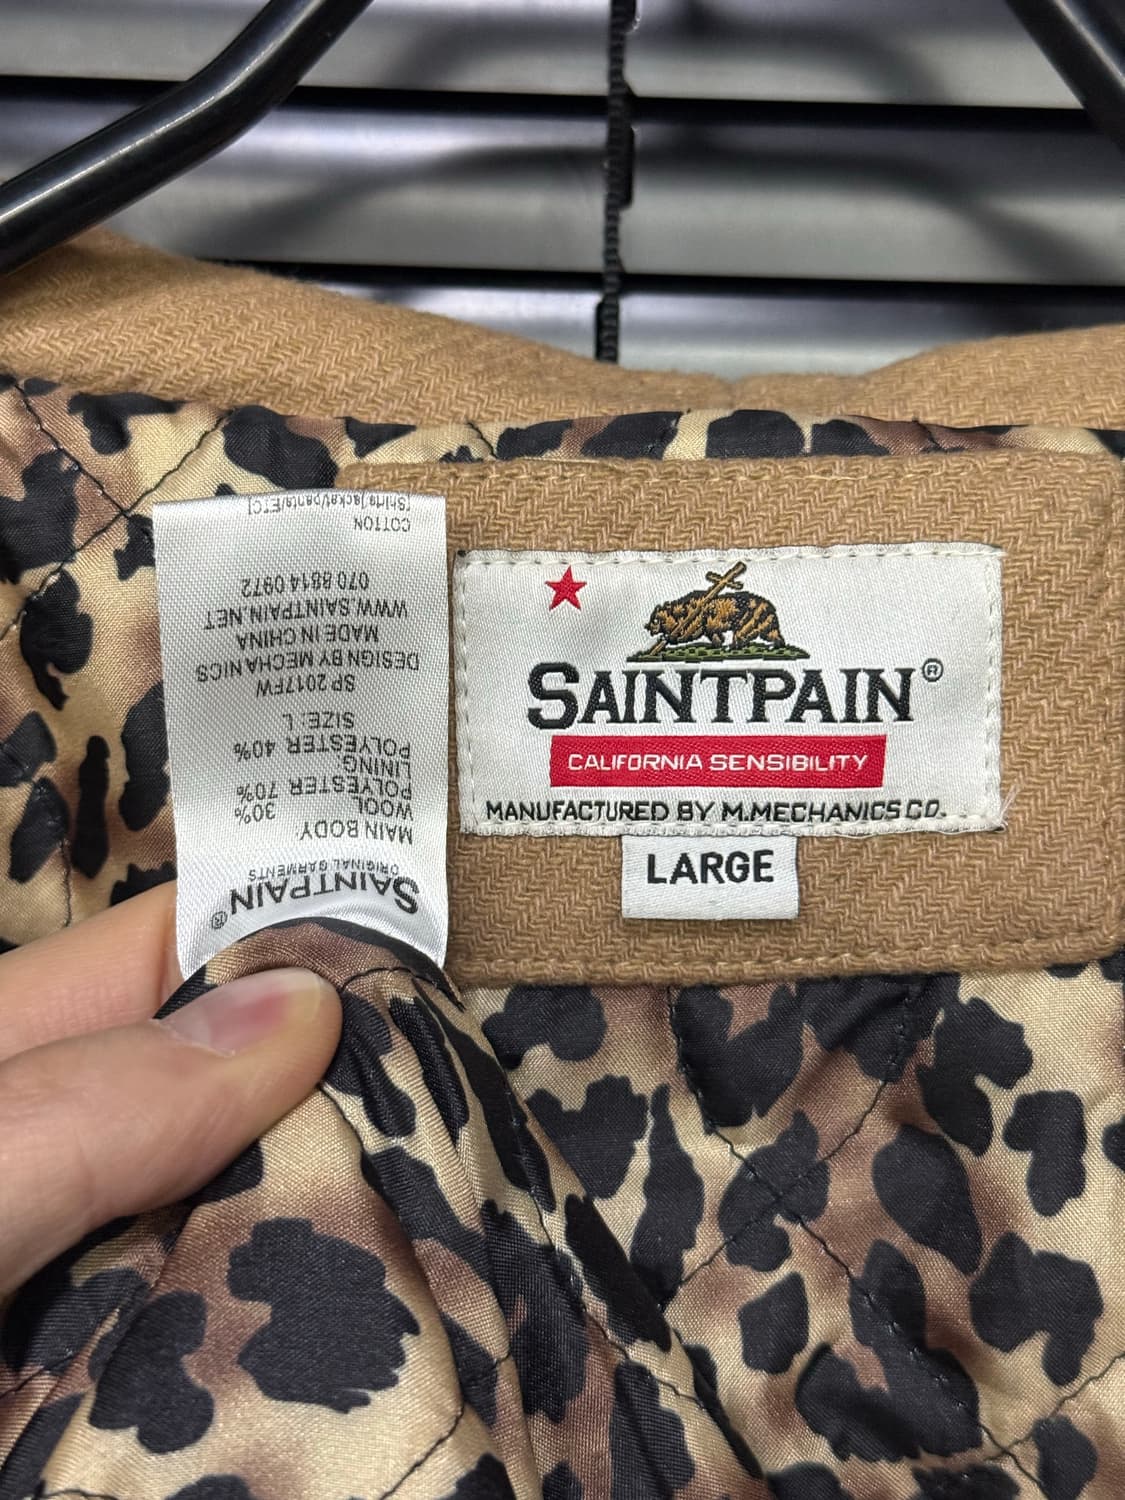 SAINTPAIN®
ORIGINAL GARMENTS
MAIN BODY:
WOOL 30%
POLYESTER 70%
LINING
POLYESTER 40%
SIZE: L
SP 2017FW
DESIGN BY MECHANICS
MADE IN CHINA
WWW.SAINTPAIN.NET
070 8814 0972
COTTON
[Shirts/jacket/pants/ETC]
SAINTPAIN®
CALIFORNIA SENSIBILITY
MANUFACTURED BY M.MECHANICS CO.
LARGE